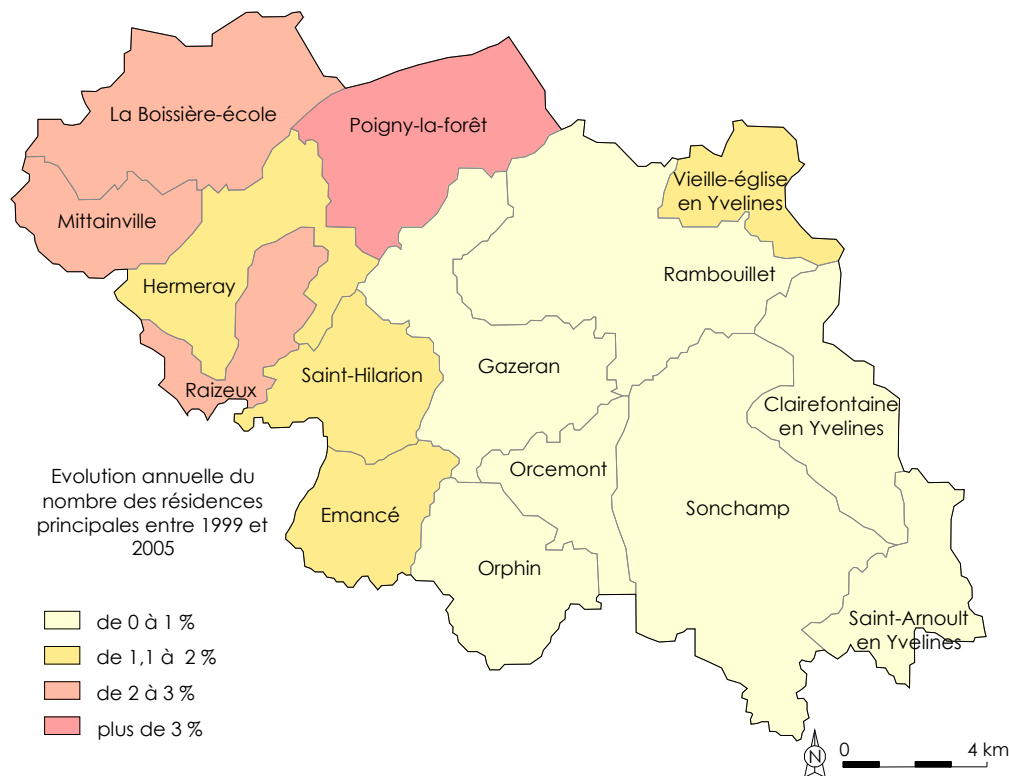 La Boissière-école
Poigny-la-forêt
Vieille-église
en Yvelines
Mittainville
Rambouillet
Hermeray
Gazeran
Saint-Hilarion
Raizeux
Clairefontaine
en Yvelines
Orcemont
Sonchamp
Emancé
Orphin
Saint-Arnoult
en Yvelines
Evolution annuelle du
nombre des résidences
principales entre 1999 et
2005
de 0 à 1 %
de 1,1 à 2 %
de 2 à 3 %
plus de 3 %
N
0 4 km